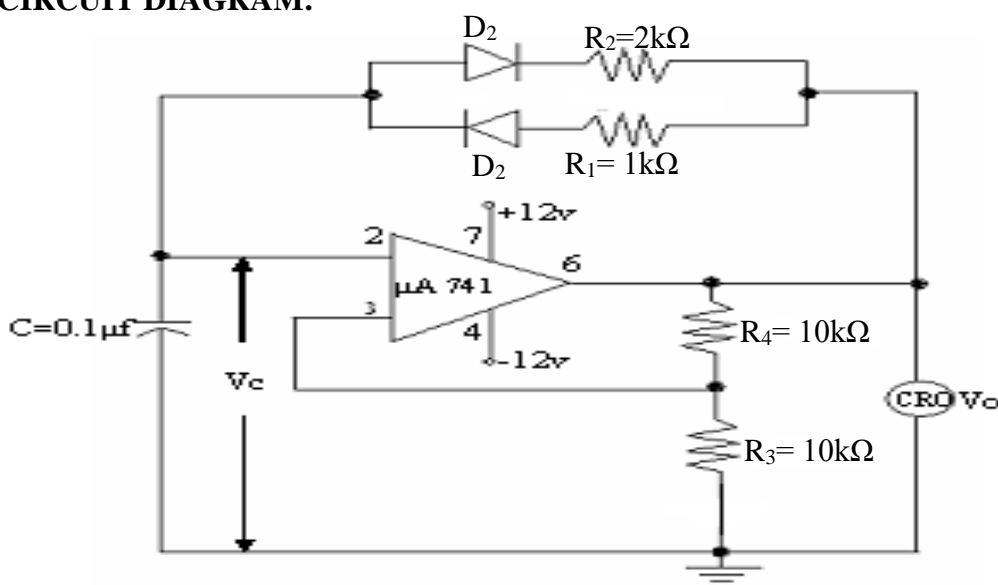 CIRCUIT DIAGRAM:
D₂
R₂=2kΩ
D₂
R₁= 1kΩ
+12v
2
7
6
μA 741
3
4
-12v
C=0.1μf
Vc
R₄= 10kΩ
CRO Vo
R₃= 10kΩ